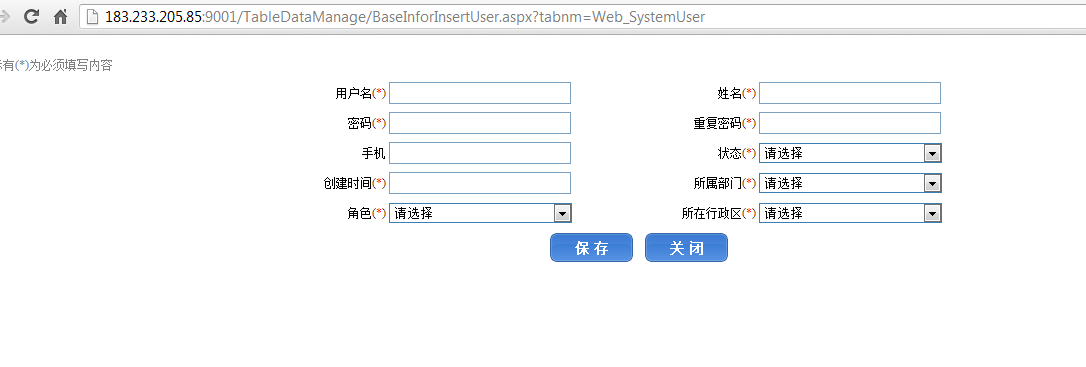 183.233.205.85:9001/TableDataManage/BaseInforInsertUser.aspx?tabnm=Web_SystemUser
有(*)为必须填写内容
用户名(*) 姓名(*)
密码(*) 重复密码(*)
手机 状态(*) 请选择
创建时间(*) 所属部门(*) 请选择
角色(*) 请选择 所在行政区(*) 请选择
保 存 关 闭